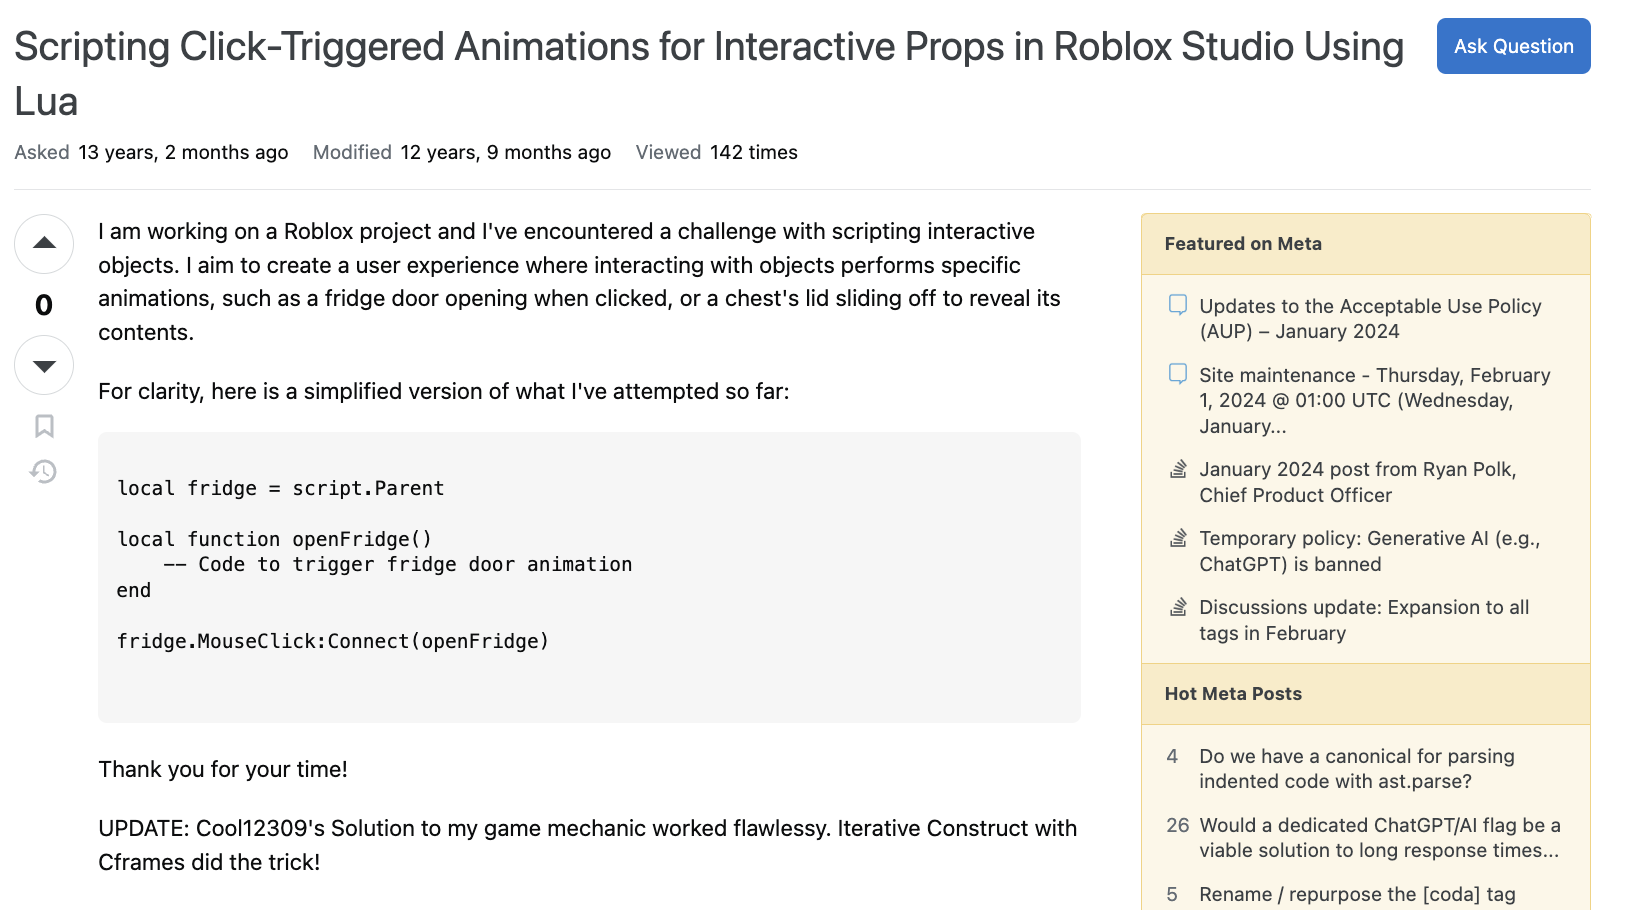 Scripting Click-Triggered Animations for Interactive Props in Roblox Studio Using
Lua
Ask Question
Asked 13 years, 2 months ago Modified 12 years, 9 months ago Viewed 142 times
0
I am working on a Roblox project and I've encountered a challenge with scripting interactive
objects. I aim to create a user experience where interacting with objects performs specific
animations, such as a fridge door opening when clicked, or a chest's lid sliding off to reveal its
contents.
For clarity, here is a simplified version of what I've attempted so far:
local fridge = script.Parent
local function openFridge()
    -- Code to trigger fridge door animation
end
fridge.MouseClick:Connect(openFridge)
Thank you for your time!
UPDATE: Cool12309's Solution to my game mechanic worked flawlessy. Iterative Construct with
Cframes did the trick!
Featured on Meta
Updates to the Acceptable Use Policy
(AUP) – January 2024
Site maintenance - Thursday, February
1, 2024 @ 01:00 UTC (Wednesday,
January...
January 2024 post from Ryan Polk,
Chief Product Officer
Temporary policy: Generative AI (e.g.,
ChatGPT) is banned
Discussions update: Expansion to all
tags in February
Hot Meta Posts
4 Do we have a canonical for parsing
indented code with ast.parse?
26 Would a dedicated ChatGPT/AI flag be a
viable solution to long response times...
5 Rename / repurpose the [coda] tag